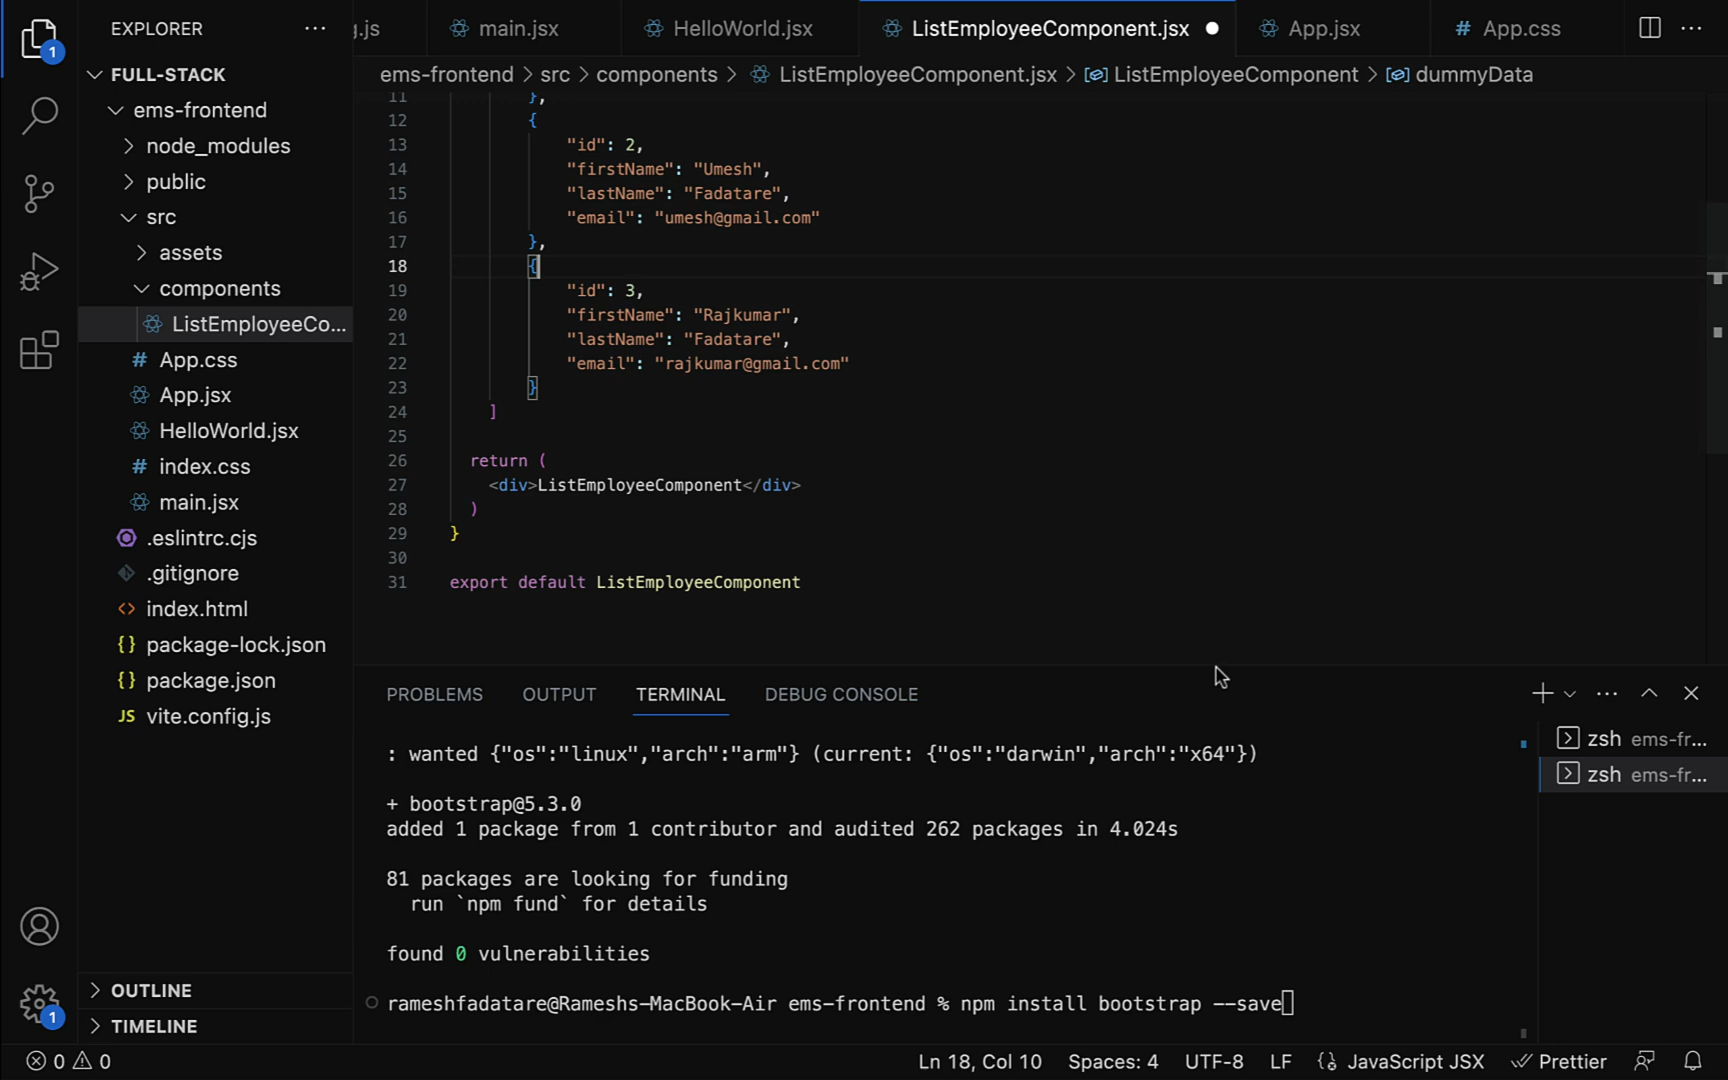 EXPLORER
g.js
main.jsx
HelloWorld.jsx
ListEmployeeComponent.jsx
App.jsx
# App.css
1
FULL-STACK
ems-frontend > src > components > ListEmployeeComponent.jsx > ListEmployeeComponent > dummyData
ems-frontend
node_modules
public
src
assets
components
ListEmployeeCo...
# App.css
App.jsx
HelloWorld.jsx
# index.css
main.jsx
.eslintrc.cjs
.gitignore
<> index.html
{} package-lock.json
{} package.json
JS vite.config.js
OUTLINE
TIMELINE
1
11 },
12 {
13 "id": 2,
14 "firstName": "Umesh",
15 "lastName": "Fadatare",
16 "email": "umesh@gmail.com"
17 },
18 {
19 "id": 3,
20 "firstName": "Rajkumar",
21 "lastName": "Fadatare",
22 "email": "rajkumar@gmail.com"
23 }
24 ]
25
26 return (
27 <div>ListEmployeeComponent</div>
28 )
29 }
30
31 export default ListEmployeeComponent
PROBLEMS OUTPUT TERMINAL DEBUG CONSOLE
: wanted {"os":"linux","arch":"arm"} (current: {"os":"darwin","arch":"x64"})
+ bootstrap@5.3.0
added 1 package from 1 contributor and audited 262 packages in 4.024s
81 packages are looking for funding
run `npm fund` for details
found 0 vulnerabilities
rameshfadatare@Rameshs-MacBook-Air ems-frontend % npm install bootstrap --save
zsh ems-fr...
zsh ems-fr...
0 0
Ln 18, Col 10 Spaces: 4 UTF-8 LF {} JavaScript JSX Prettier